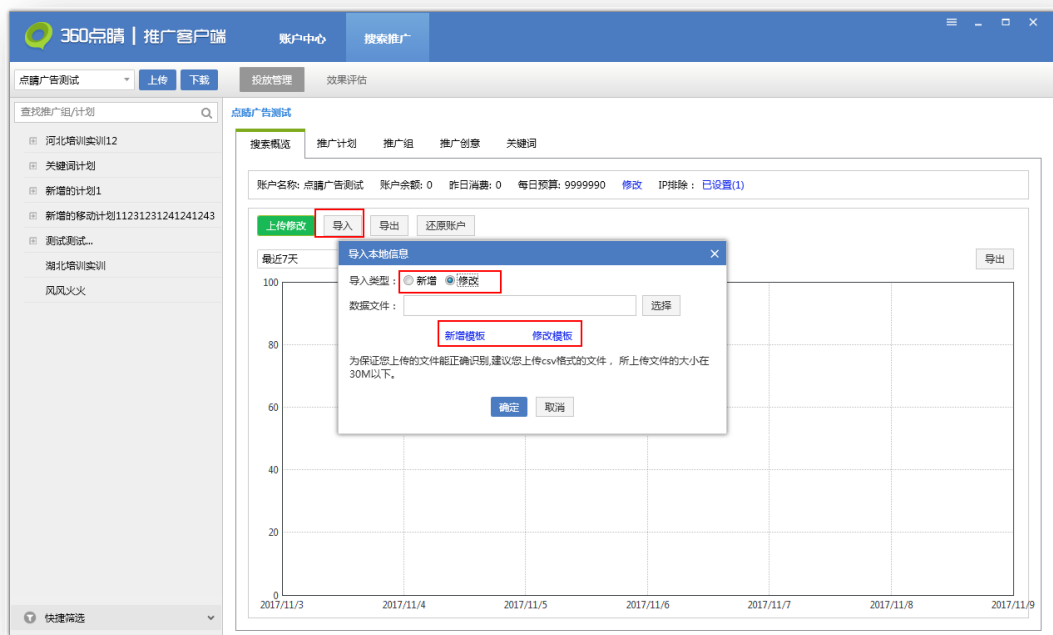 360点睛 | 推广客户端
账户中心 搜索推广
点睛广告测试 上传 下载 投放管理 效果评估
查找推广组/计划
河北培训实训12
关键词计划
新增的计划1
新增的移动计划11231231241241243
测试测试...
湖北培训实训
风风火火
快捷筛选
点睛广告测试
搜索概览 推广计划 推广组 推广创意 关键词
账户名称: 点睛广告测试 账户余额: 0 昨日消费: 0 每日预算: 9999990 修改 IP排除： 已设置(1)
上传修改 导入 导出 还原账户
最近7天 导出
导入本地信息
导入类型： 新增 修改
数据文件： 选择
新增模板 修改模板
为保证您上传的文件能正确识别,建议您上传csv格式的文件 ，所上传文件的大小在
30M以下。
确定 取消
100
80
60
40
20
0
2017/11/3 2017/11/4 2017/11/5 2017/11/6 2017/11/7 2017/11/8 2017/11/9